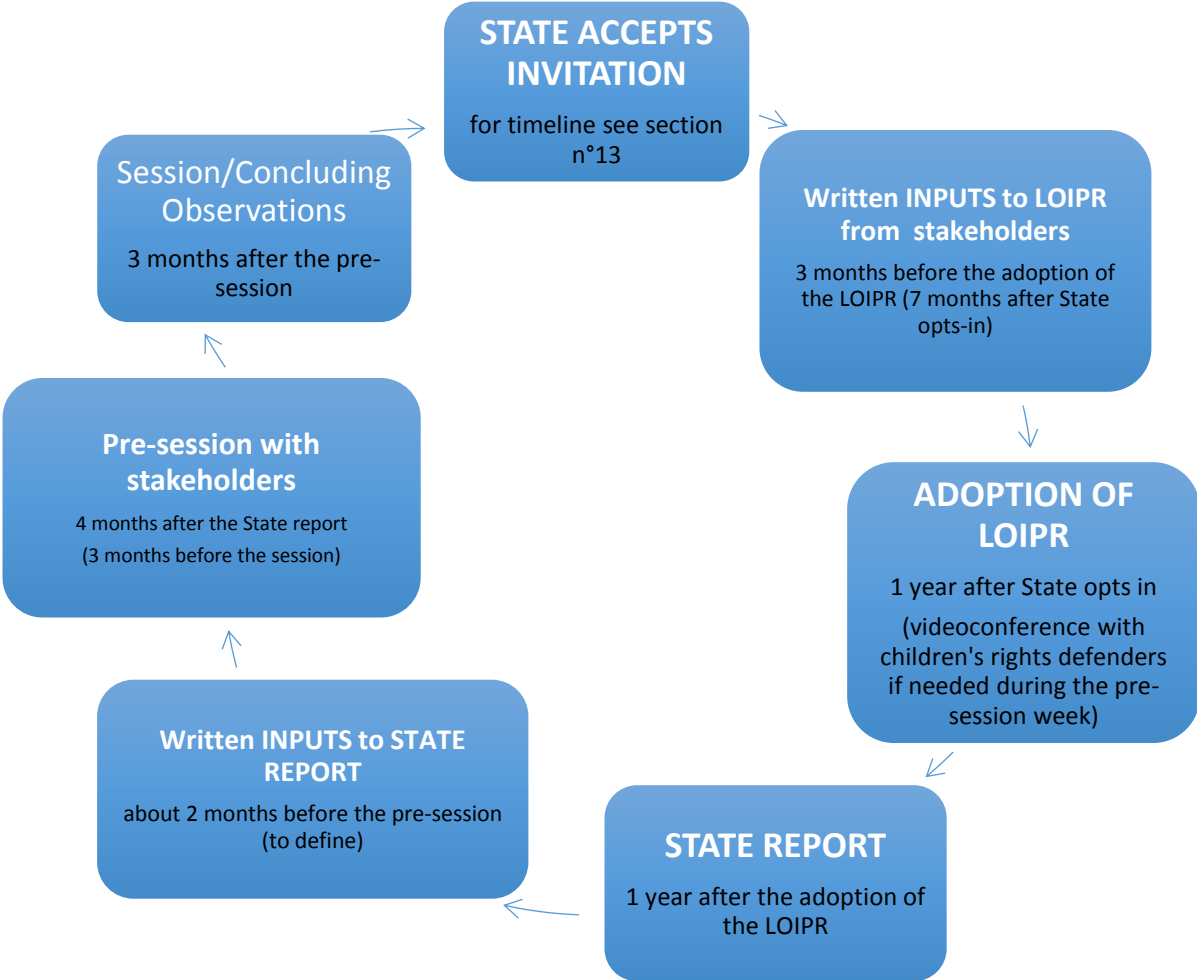 STATE ACCEPTS
INVITATION
for timeline see section
n°13
Written INPUTS to LOIPR
from stakeholders
3 months before the adoption of
the LOIPR (7 months after State
opts-in)
ADOPTION OF
LOIPR
1 year after State opts in
(videoconference with
children's rights defenders
if needed during the pre-
session week)
STATE REPORT
1 year after the adoption of
the LOIPR
Written INPUTS to STATE
REPORT
about 2 months before the pre-session
(to define)
Pre-session with
stakeholders
4 months after the State report
(3 months before the session)
Session/Concluding
Observations
3 months after the pre-
session